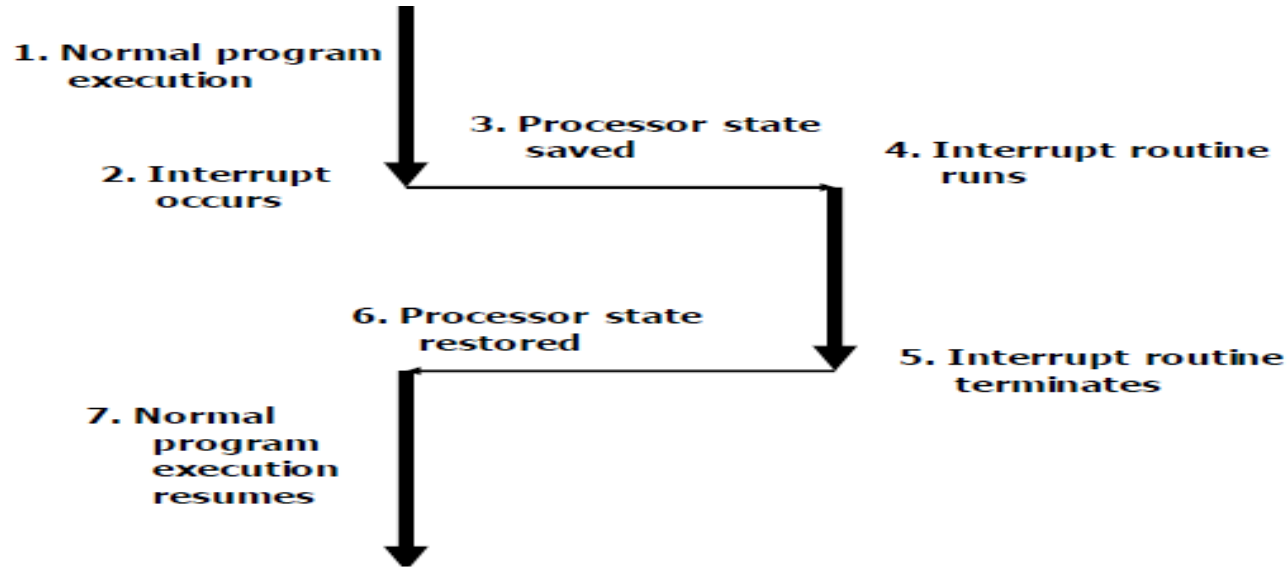 1. Normal program
execution
2. Interrupt
occurs
3. Processor state
saved
4. Interrupt routine
runs
5. Interrupt routine
terminates
6. Processor state
restored
7. Normal
program
execution
resumes